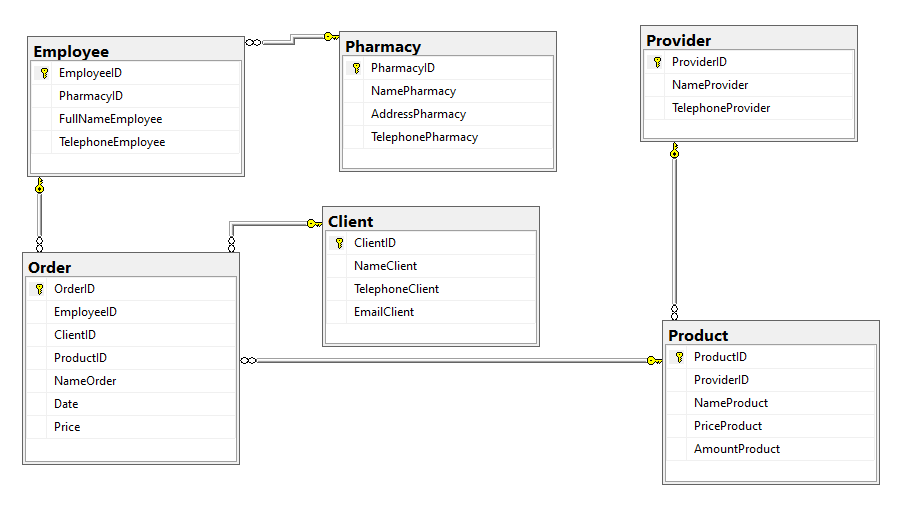 Employee
EmployeeID
PharmacyID
FullNameEmployee
TelephoneEmployee
Pharmacy
PharmacyID
NamePharmacy
AddressPharmacy
TelephonePharmacy
Provider
ProviderID
NameProvider
TelephoneProvider
Client
ClientID
NameClient
TelephoneClient
EmailClient
Order
OrderID
EmployeeID
ClientID
ProductID
NameOrder
Date
Price
Product
ProductID
ProviderID
NameProduct
PriceProduct
AmountProduct